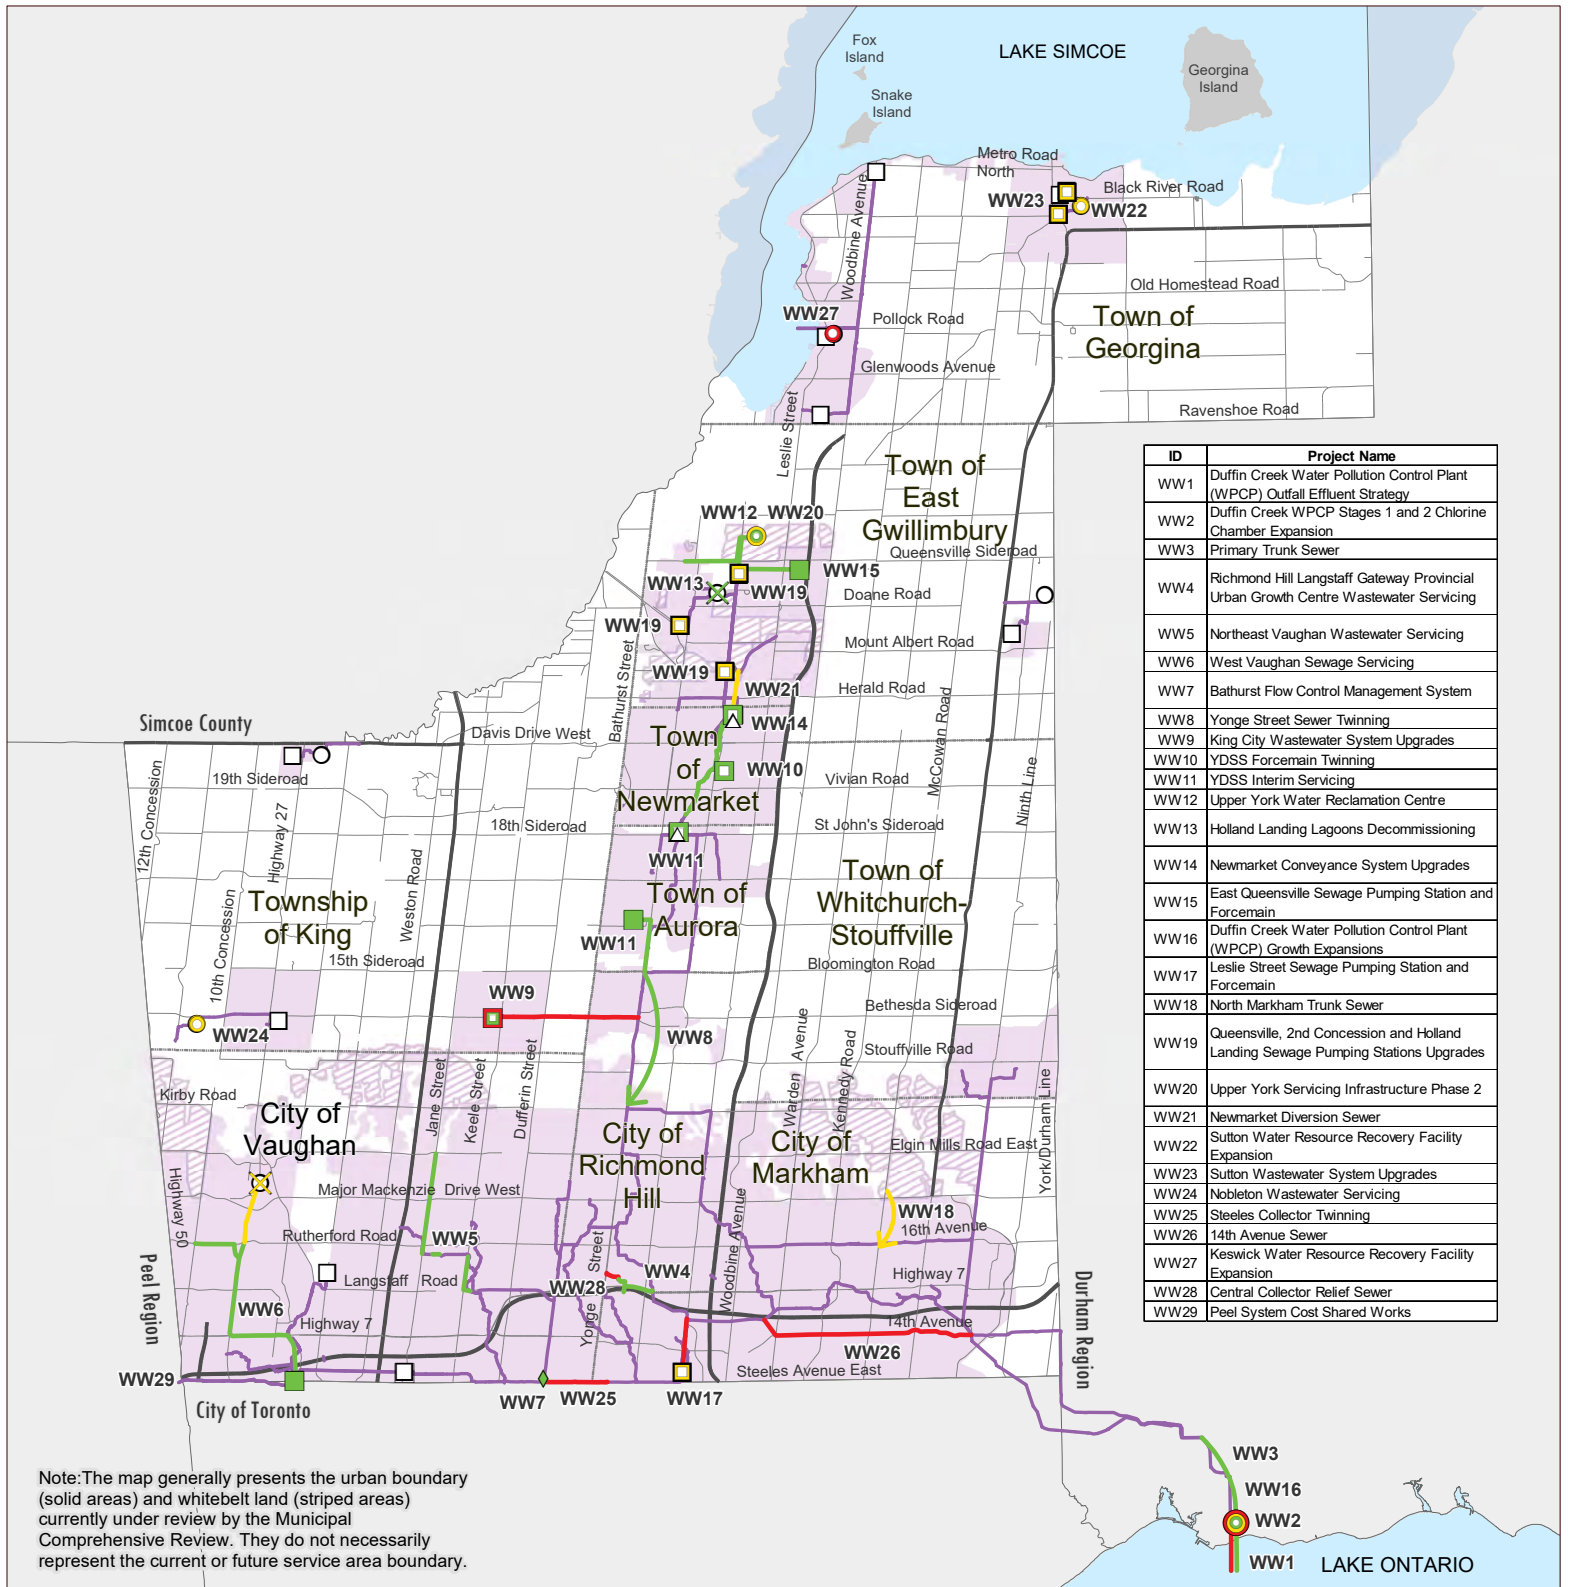 Fox
Island
LAKE SIMCOE
Georgina
Island
Snake
Island
Metro Road
North
Black River Road
WW23
WW22
Woodbine Avenue
Old Homestead Road
WW27
Pollock Road
Town of
Georgina
Glenwoods Avenue
Ravenshoe Road
Leslie Street
Town of
East
Gwillimbury
WW12
WW20
Queensville Sideroad
WW15
WW13
WW19
Doane Road
WW19
Mount Albert Road
Bathurst Street
WW19
WW21
Herald Road
McCowan Road
Simcoe County
Davis Drive West
WW14
Town
of
Newmarket
WW10
Vivian Road
Ninth Line
12th Concession
19th Sideroad
Highway 27
18th Sideroad
St John's Sideroad
WW11
Weston Road
10th Concession
Township
of King
Town of
Aurora
Town of
Whitchurch-
Stouffville
WW11
15th Sideroad
Bloomington Road
WW9
Bethesda Sideroad
WW24
WW8
Warden Avenue
Kennedy Road
Stouffville Road
Kirby Road
City of
Vaughan
Jane Street
Keele Street
Dufferin Street
City of
Richmond
Hill
City of
Markham
Elgin Mills Road East
York/Durham Line
Highway 50
Major Mackenzie Drive West
WW18
16th Avenue
Rutherford Road
WW5
Yonge Street
Woodbine Avenue
Peel Region
Langstaff Road
WW28
WW4
Highway 7
WW6
Highway 7
14th Avenue
Durham Region
WW26
Steeles Avenue East
WW29
City of Toronto
WW7
WW25
WW17
WW3
WW16
WW2
WW1
LAKE ONTARIO
ID Project Name
WW1 Duffin Creek Water Pollution Control Plant
(WPCP) Outfall Effluent Strategy
WW2 Duffin Creek WPCP Stages 1 and 2 Chlorine
Chamber Expansion
WW3 Primary Trunk Sewer
WW4 Richmond Hill Langstaff Gateway Provincial
Urban Growth Centre Wastewater Servicing
WW5 Northeast Vaughan Wastewater Servicing
WW6 West Vaughan Sewage Servicing
WW7 Bathurst Flow Control Management System
WW8 Yonge Street Sewer Twinning
WW9 King City Wastewater System Upgrades
WW10 YDSS Forcemain Twinning
WW11 YDSS Interim Servicing
WW12 Upper York Water Reclamation Centre
WW13 Holland Landing Lagoons Decommissioning
WW14 Newmarket Conveyance System Upgrades
WW15 East Queensville Sewage Pumping Station and
Forcemain
WW16 Duffin Creek Water Pollution Control Plant
(WPCP) Growth Expansions
WW17 Leslie Street Sewage Pumping Station and
Forcemain
WW18 North Markham Trunk Sewer
WW19 Queensville, 2nd Concession and Holland
Landing Sewage Pumping Stations Upgrades
WW20 Upper York Servicing Infrastructure Phase 2
WW21 Newmarket Diversion Sewer
WW22 Sutton Water Resource Recovery Facility
Expansion
WW23 Sutton Wastewater System Upgrades
WW24 Nobleton Wastewater Servicing
WW25 Steeles Collector Twinning
WW26 14th Avenue Sewer
WW27 Keswick Water Resource Recovery Facility
Expansion
WW28 Central Collector Relief Sewer
WW29 Peel System Cost Shared Works
Note:The map generally presents the urban boundary
(solid areas) and whitebelt land (striped areas)
currently under review by the Municipal
Comprehensive Review. They do not necessarily
represent the current or future service area boundary.